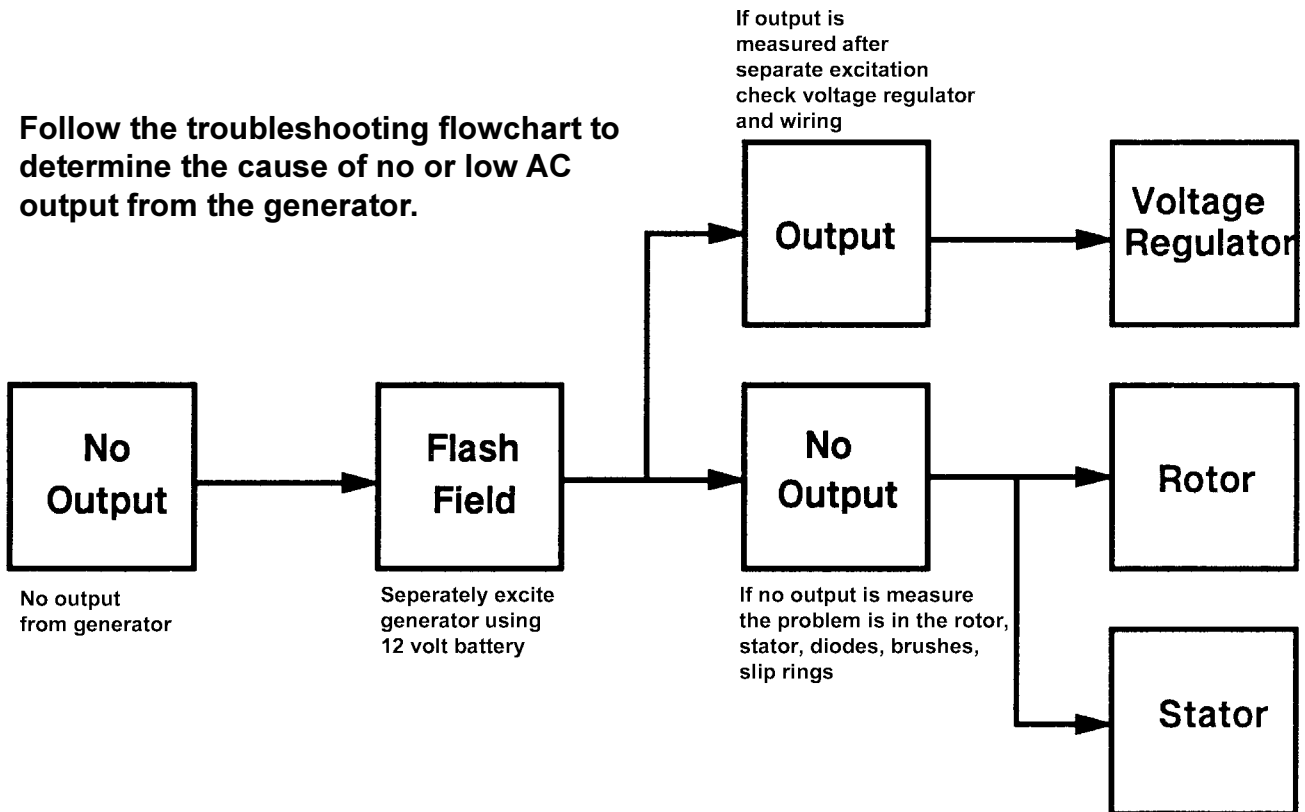 If output is
measured after
separate excitation
check voltage regulator
and wiring
Follow the troubleshooting flowchart to
determine the cause of no or low AC
output from the generator.
Output
Voltage
Regulator
No
Output
Flash
Field
No
Output
Rotor
No output
from generator
Seperately excite
generator using
12 volt battery
If no output is measure
the problem is in the rotor,
stator, diodes, brushes,
slip rings
Stator